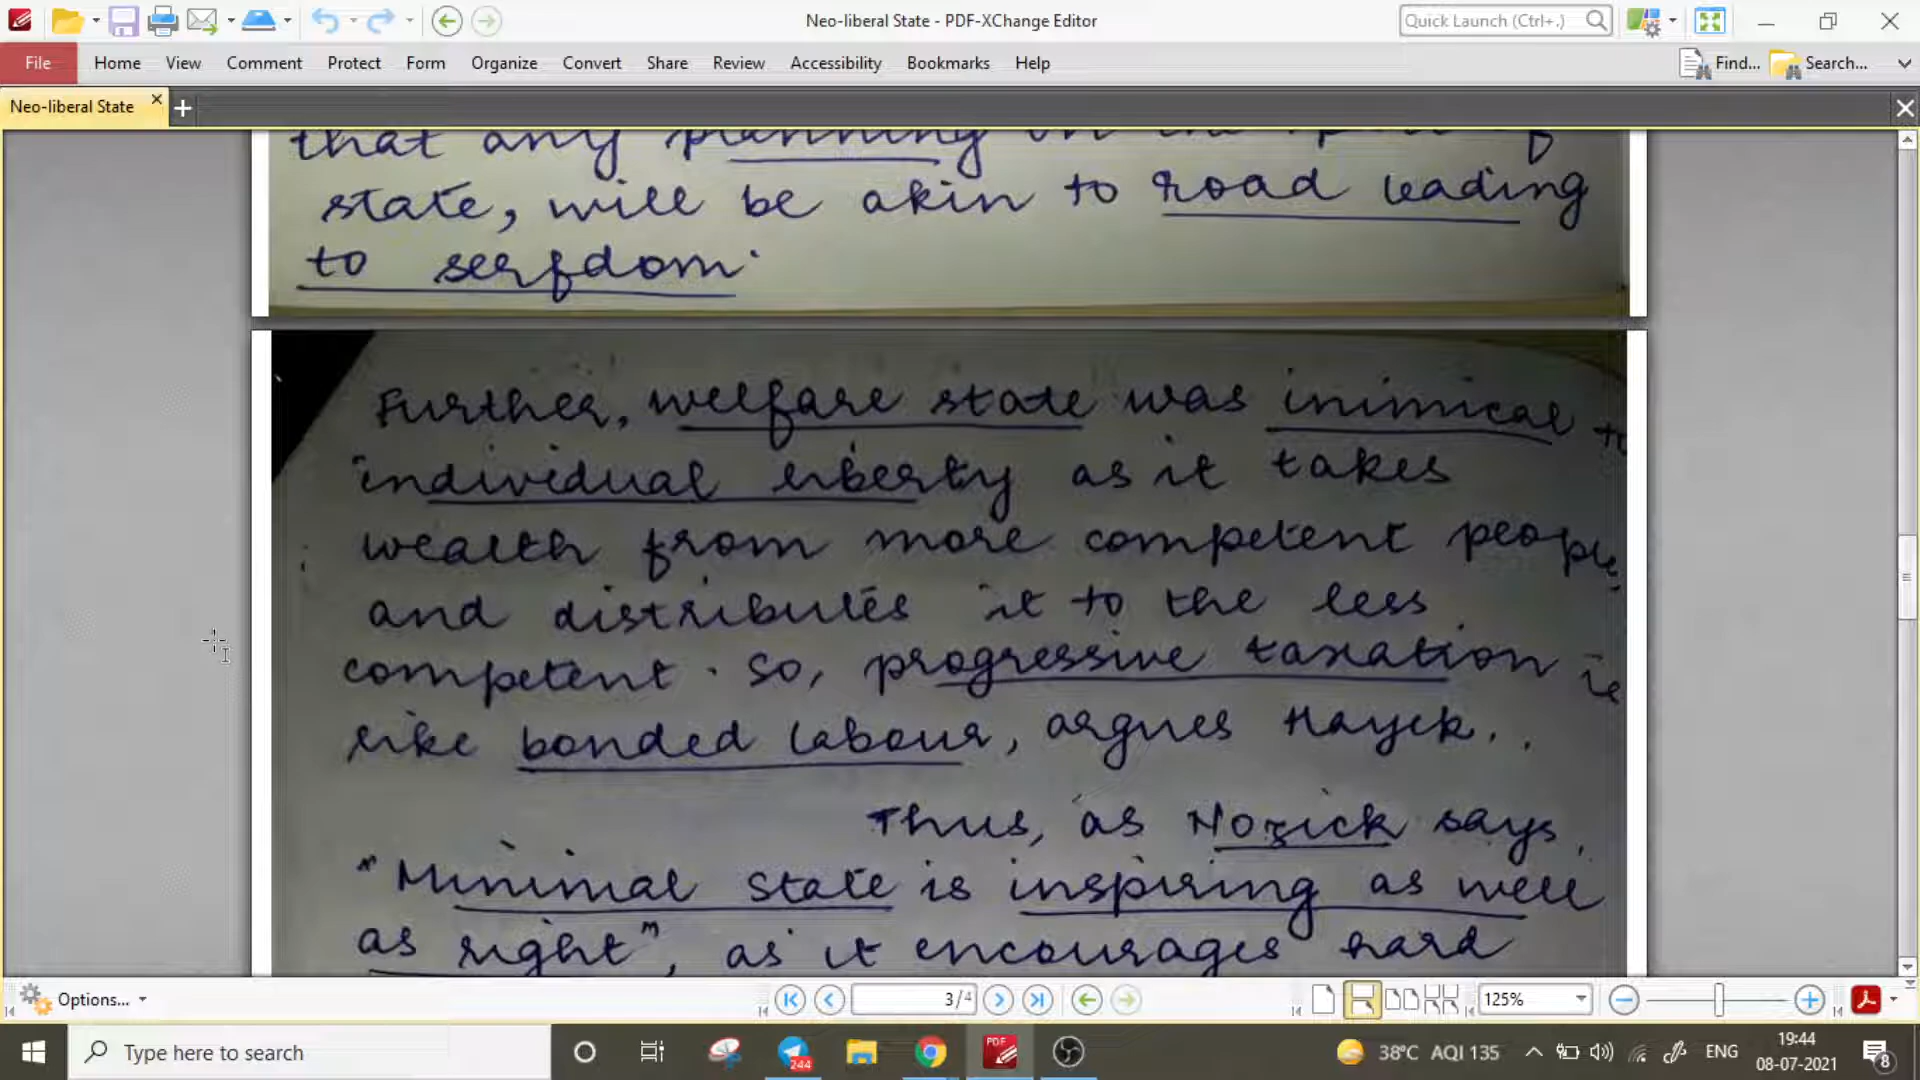 Neo-liberal State - PDF-XChange Editor
Quick Launch (Ctrl+.)
File Home View Comment Protect Form Organize Convert Share Review Accessibility Bookmarks Help Find... Search...
Neo-liberal State
that any planning on the part of
state, will be akin to road leading
to serfdom.
Further, welfare state was inimical to
individual liberty as it takes
wealth from more competent people
and distributes it to the less
competent. So, progressive taxation is
like bonded labour, argues Hayek..
Thus, as Nozick says,
"Minimal state is inspiring as well
as right", as it encourages hard
Options...
3/4
125%
Type here to search
PDF
244
38°C AQI 135
ENG
19:44
08-07-2021
8